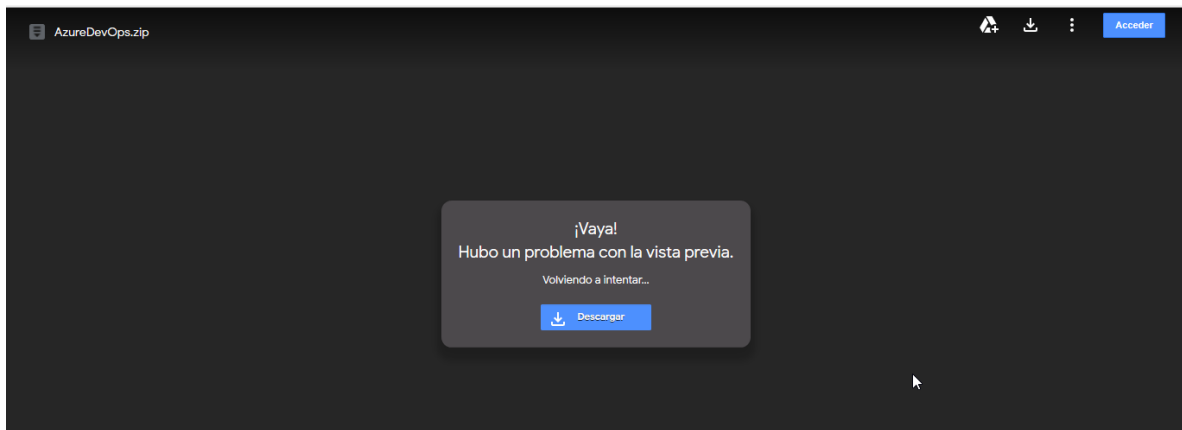 AzureDevOps.zip
Acceder
¡Vaya!
Hubo un problema con la vista previa.
Volviendo a intentar...
Descargar